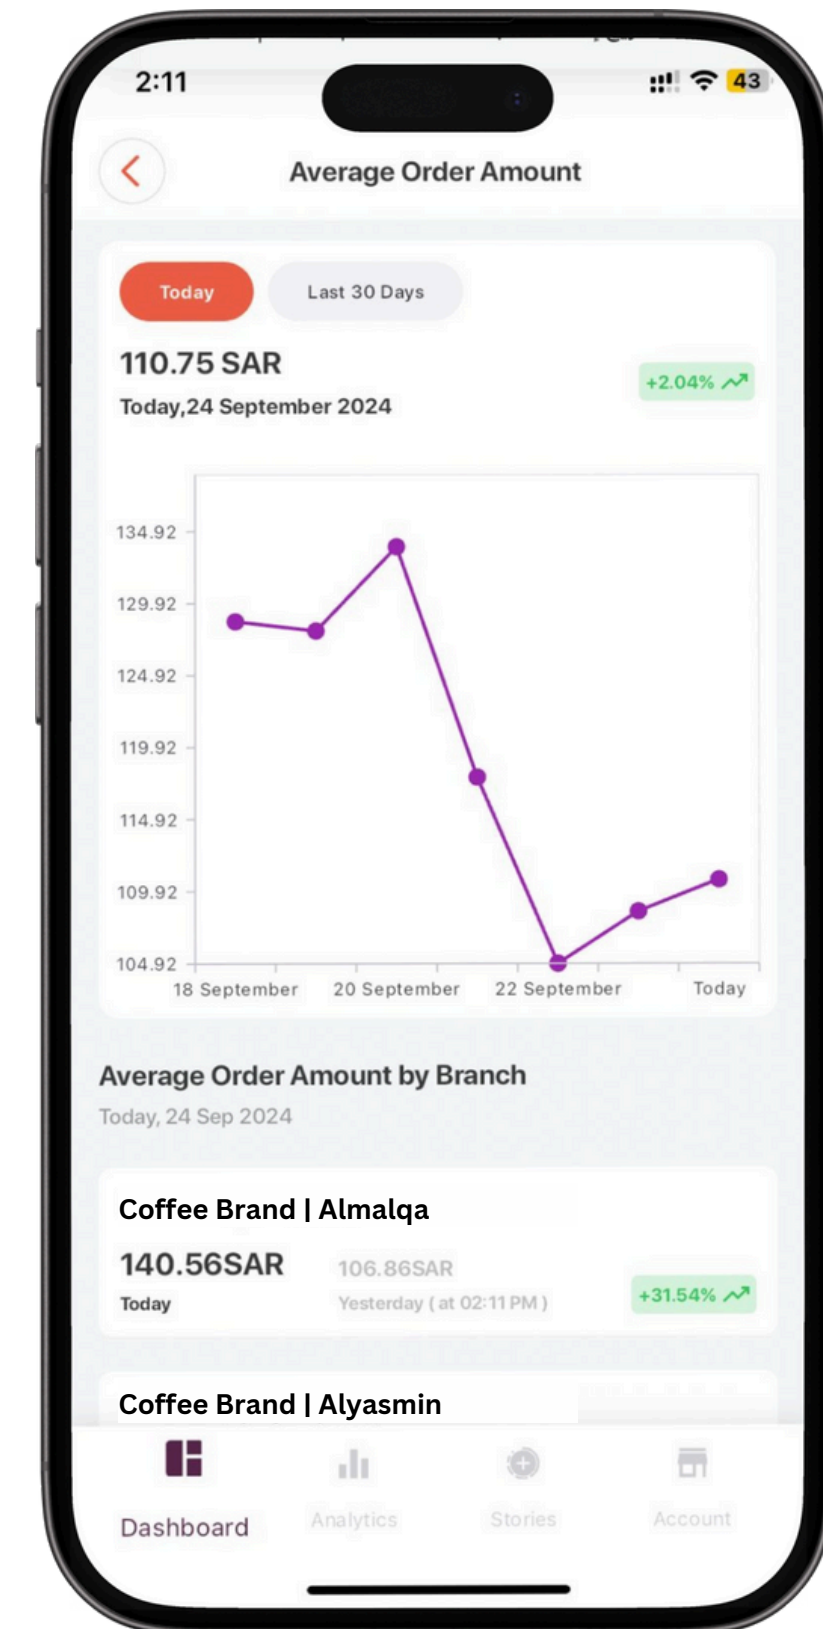 2:11
43
Average Order Amount
Today
Last 30 Days
110.75 SAR
+2.04%
Today,24 September 2024
134.92
129.92
124.92
119.92
114.92
109.92
104.92
18 September
20 September
22 September
Today
Average Order Amount by Branch
Today, 24 Sep 2024
Coffee Brand | Almalqa
140.56SAR
106.86SAR
Today
Yesterday ( at 02:11 PM )
+31.54%
Coffee Brand | Alyasmin
Dashboard
Analytics
Stories
Account